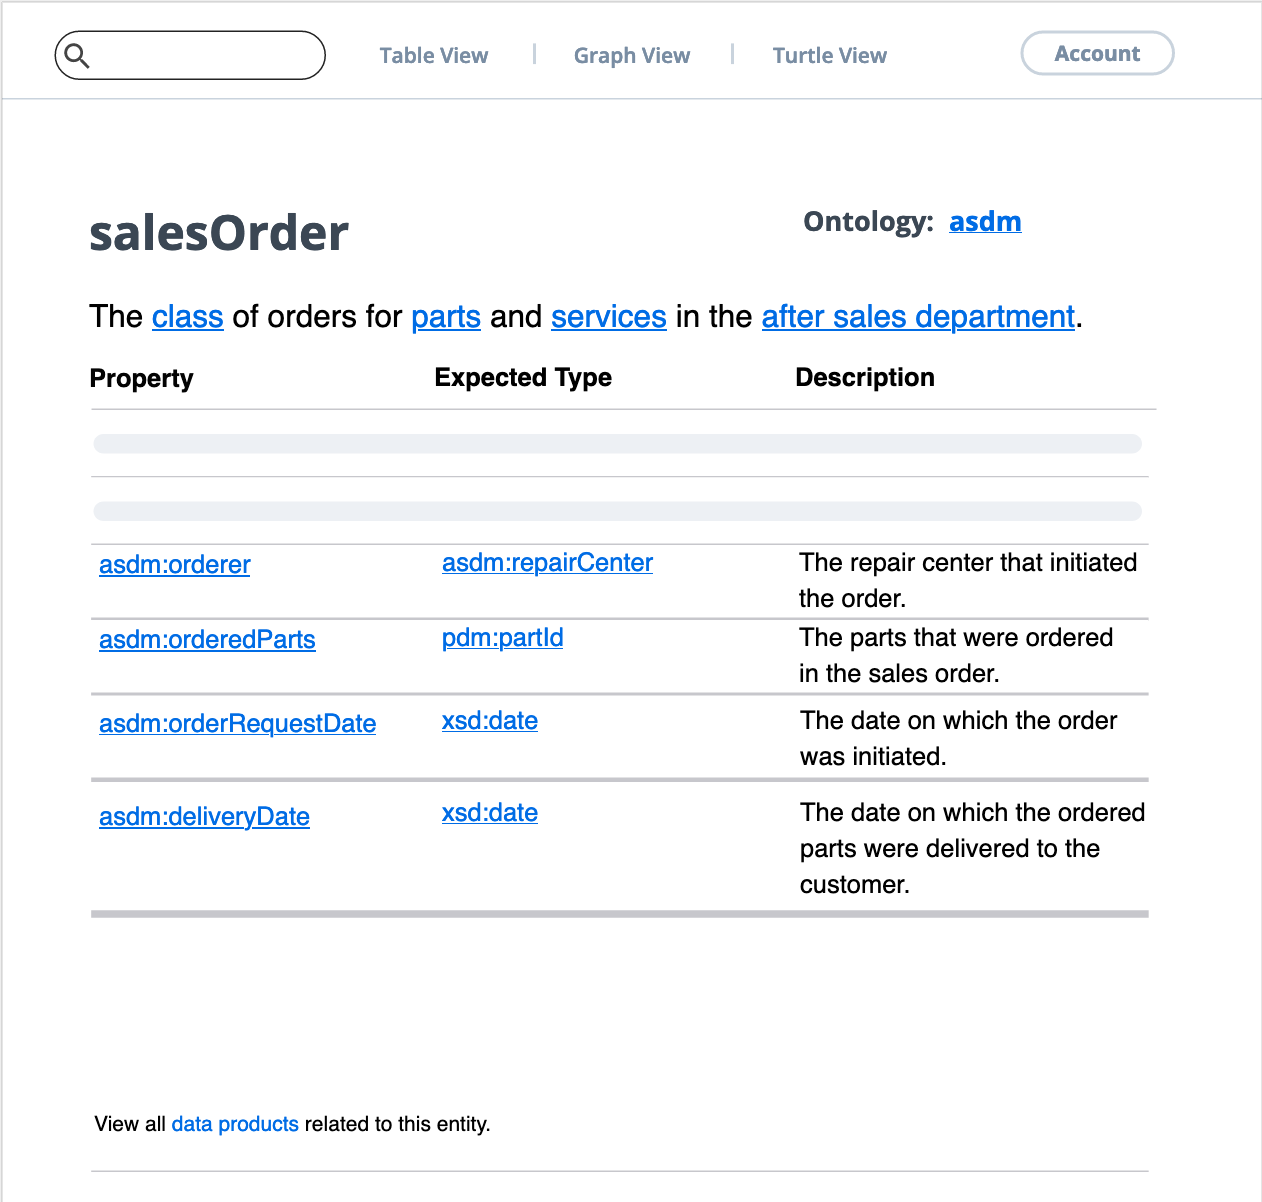 Table View | Graph View | Turtle View Account
salesOrder
Ontology: asdm
The class of orders for parts and services in the after sales department.
Property Expected Type Description
asdm:orderer asdm:repairCenter The repair center that initiated
the order.
asdm:orderedParts pdm:partId The parts that were ordered
in the sales order.
asdm:orderRequestDate xsd:date The date on which the order
was initiated.
asdm:deliveryDate xsd:date The date on which the ordered
parts were delivered to the
customer.
View all data products related to this entity.